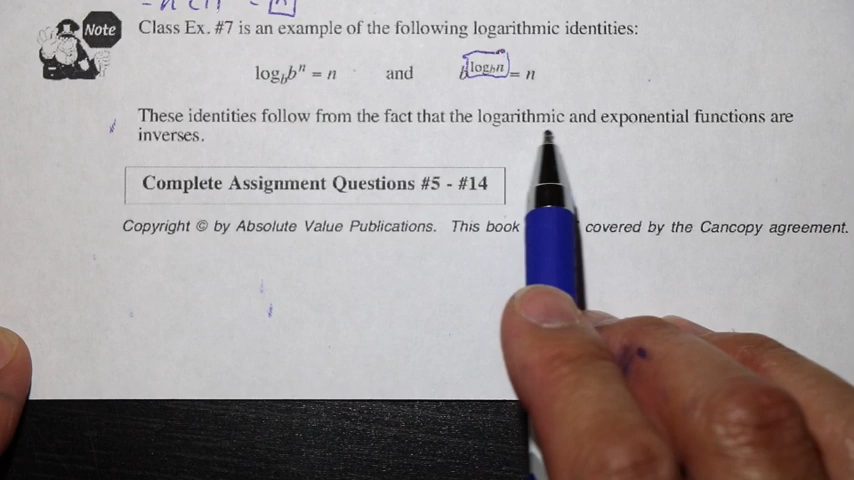 Note
Class Ex. #7 is an example of the following logarithmic identities:
log_b b^n = n and b^{log_b n} = n
These identities follow from the fact that the logarithmic and exponential functions are
inverses.
Complete Assignment Questions #5 - #14
Copyright © by Absolute Value Publications. This book covered by the Cancopy agreement.